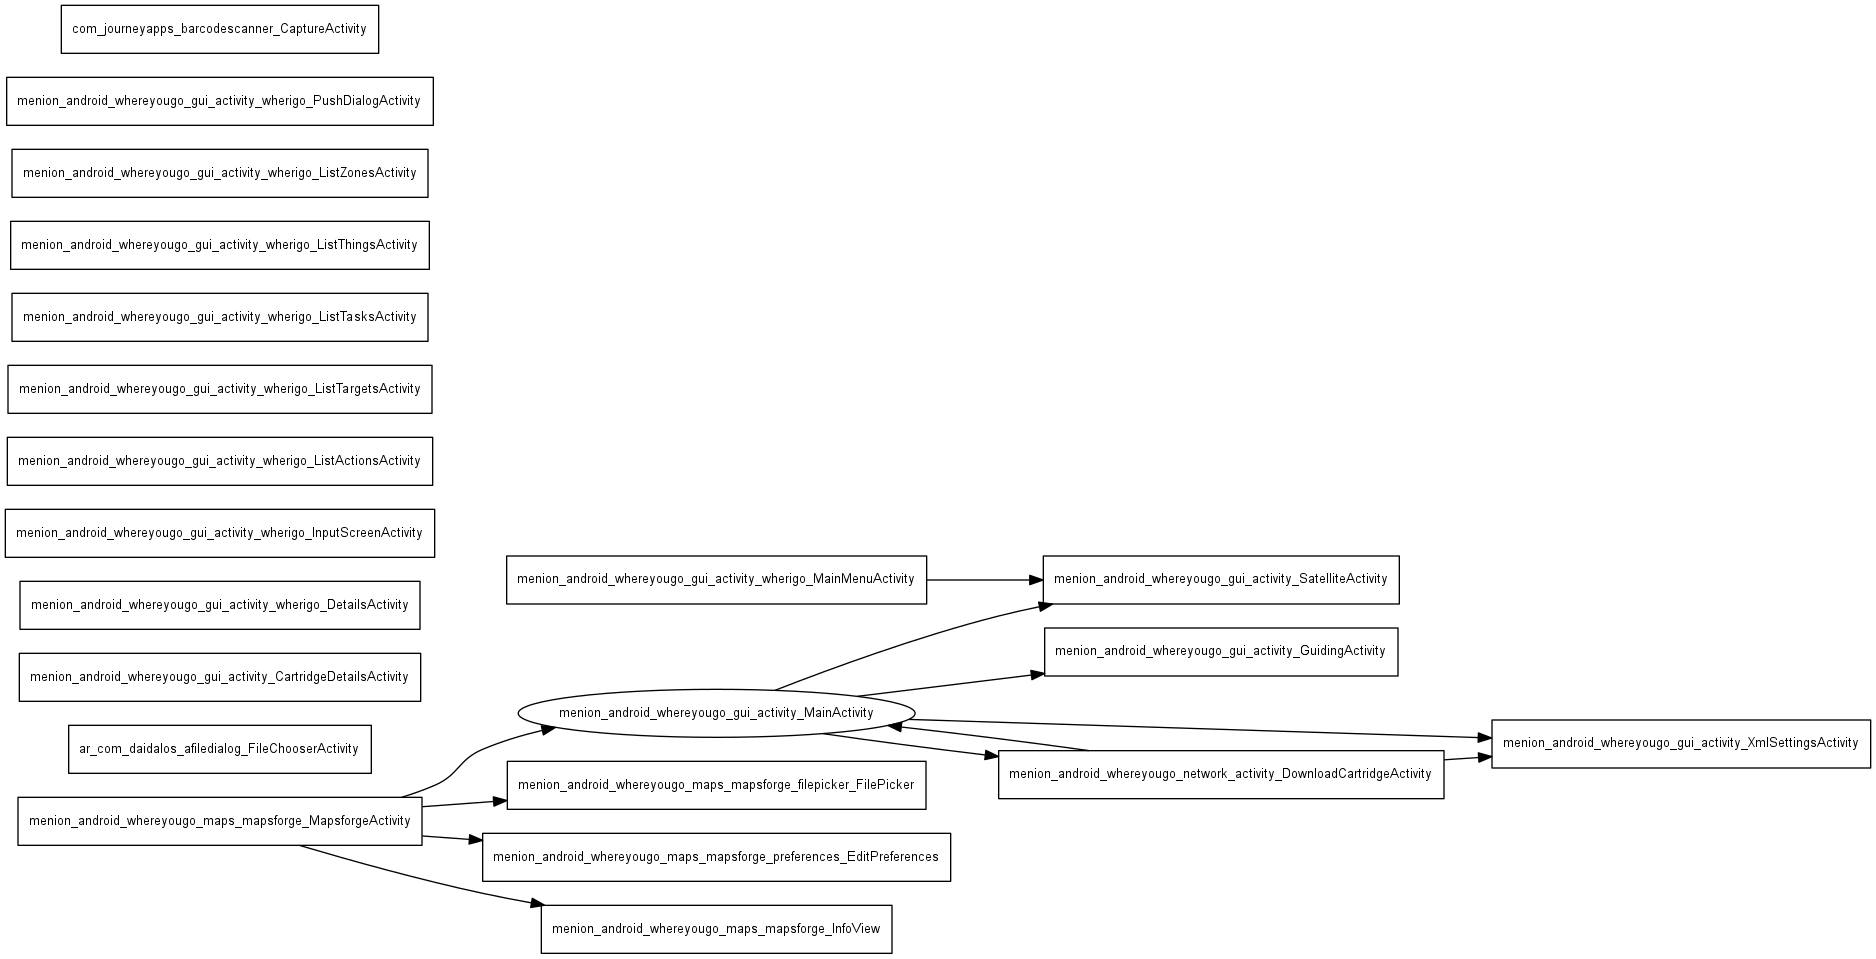 com_journeyapps_barcodescanner_CaptureActivity
menion_android_whereyougo_gui_activity_wherigo_PushDialogActivity
menion_android_whereyougo_gui_activity_wherigo_ListZonesActivity
menion_android_whereyougo_gui_activity_wherigo_ListThingsActivity
menion_android_whereyougo_gui_activity_wherigo_ListTasksActivity
menion_android_whereyougo_gui_activity_wherigo_ListTargetsActivity
menion_android_whereyougo_gui_activity_wherigo_ListActionsActivity
menion_android_whereyougo_gui_activity_wherigo_InputScreenActivity
menion_android_whereyougo_gui_activity_wherigo_DetailsActivity
menion_android_whereyougo_gui_activity_CartridgeDetailsActivity
ar_com_daidalos_afiledialog_FileChooserActivity
menion_android_whereyougo_maps_mapsforge_MapsforgeActivity
menion_android_whereyougo_gui_activity_wherigo_MainMenuActivity
menion_android_whereyougo_gui_activity_MainActivity
menion_android_whereyougo_maps_mapsforge_filepicker_FilePicker
menion_android_whereyougo_maps_mapsforge_preferences_EditPreferences
menion_android_whereyougo_maps_mapsforge_InfoView
menion_android_whereyougo_gui_activity_SatelliteActivity
menion_android_whereyougo_gui_activity_GuidingActivity
menion_android_whereyougo_network_activity_DownloadCartridgeActivity
menion_android_whereyougo_gui_activity_XmlSettingsActivity